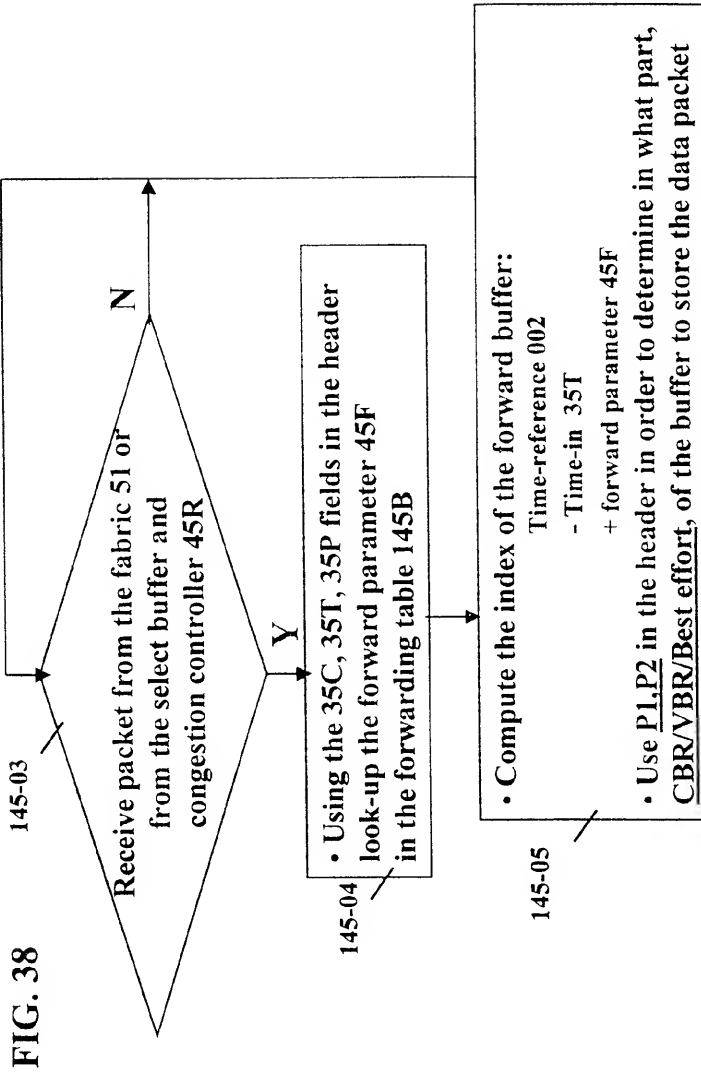 FIG. 38
145-03
Receive packet from the fabric 51 or
from the select buffer and
congestion controller 45R
N
Y
145-04
• Using the 35C, 35T, 35P fields in the header
look-up the forward parameter 45F
in the forwarding table 145B
145-05
• Compute the index of the forward buffer:
Time-reference 002
- Time-in 35T
+ forward parameter 45F
• Use P1,P2 in the header in order to determine in what part,
CBR/VBR/Best effort, of the buffer to store the data packet